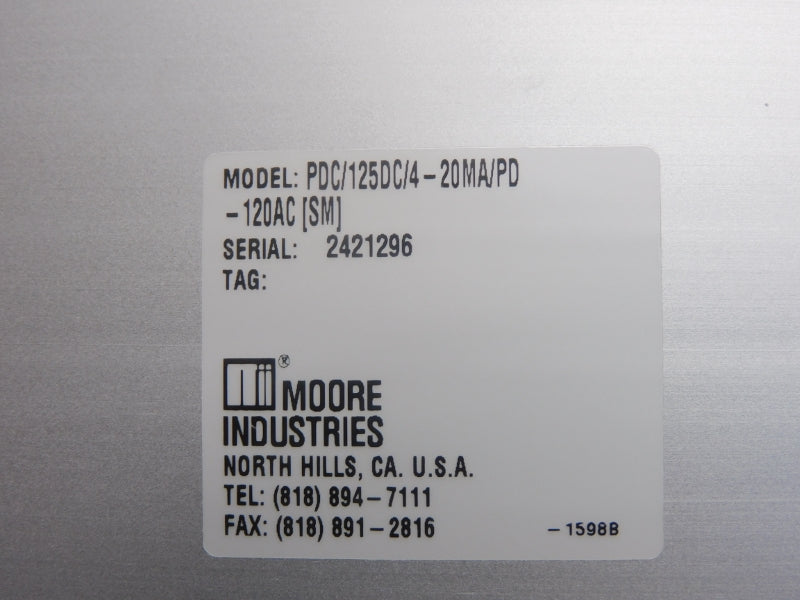 MODEL: PDC/125DC/4-20MA/PD
-120AC [SM]
SERIAL: 2421296
TAG:
®
MOORE
INDUSTRIES
NORTH HILLS, CA. U.S.A.
TEL: (818) 894-7111
FAX: (818) 891-2816
-1598B